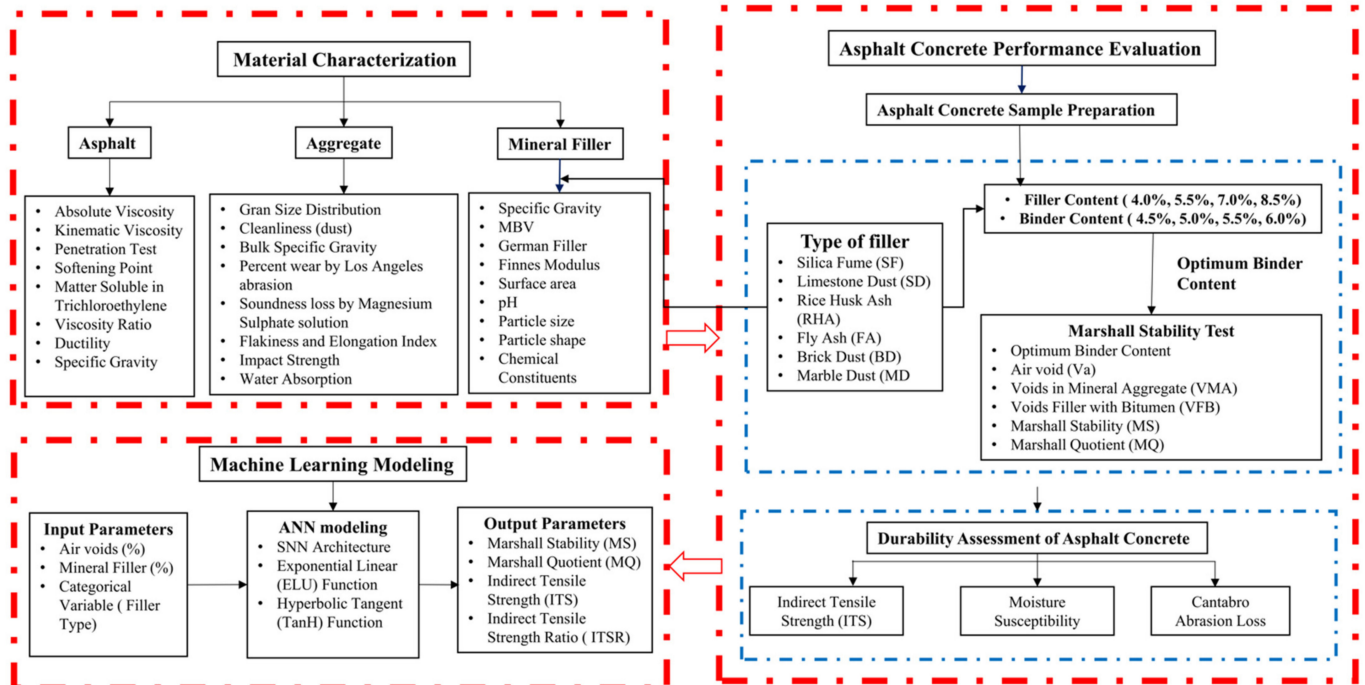 Material Characterization
Asphalt
Absolute Viscosity
Kinematic Viscosity
Penetration Test
Softening Point
Matter Soluble in
Trichloroethylene
Viscosity Ratio
Ductility
Specific Gravity
Aggregate
Gran Size Distribution
Cleanliness (dust)
Bulk Specific Gravity
Percent wear by Los Angeles
abrasion
Soundness loss by Magnesium
Sulphate solution
Flakiness and Elongation Index
Impact Strength
Water Absorption
Mineral Filler
Specific Gravity
MBV
German Filler
Finnes Modulus
Surface area
pH
Particle size
Particle shape
Chemical
Constituents
Asphalt Concrete Performance Evaluation
Asphalt Concrete Sample Preparation
Filler Content ( 4.0%, 5.5%, 7.0%, 8.5%)
Binder Content (4.5%, 5.0%, 5.5%, 6.0%)
Type of filler
Silica Fume (SF)
Limestone Dust (SD)
Rice Husk Ash
(RHA)
Fly Ash (FA)
Brick Dust (BD)
Marble Dust (MD
Optimum Binder
Content
Marshall Stability Test
Optimum Binder Content
Air void (Va)
Voids in Mineral Aggregate (VMA)
Voids Filler with Bitumen (VFB)
Marshall Stability (MS)
Marshall Quotient (MQ)
Durability Assessment of Asphalt Concrete
Indirect Tensile
Strength (ITS)
Moisture
Susceptibility
Cantabro
Abrasion Loss
Machine Learning Modeling
Input Parameters
Air voids (%)
Mineral Filler (%)
Categorical
Variable ( Filler
Type)
ANN modeling
SNN Architecture
Exponential Linear
(ELU) Function
Hyperbolic Tangent
(TanH) Function
Output Parameters
Marshall Stability (MS)
Marshall Quotient (MQ)
Indirect Tensile
Strength (ITS)
Indirect Tensile
Strength Ratio ( ITSR)